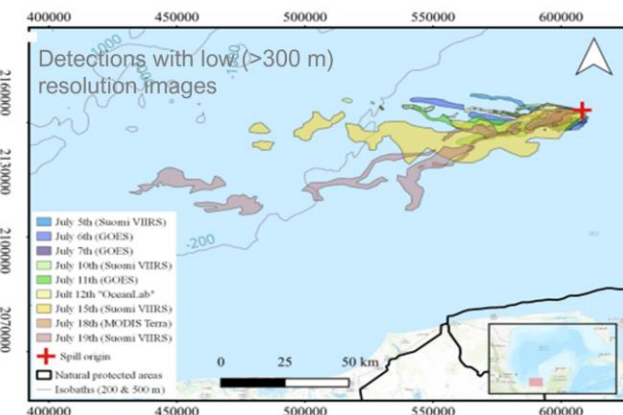 400000 450000 500000 550000 600000
Detections with low (>300 m)
resolution images
-1000
2160000
2130000
2100000
2070000
-200
July 5th (Suomi VIIRS)
July 6th (GOES)
July 7th (GOES)
July 10th (Suomi VIIRS)
July 11th (GOES)
Jult 12th "OceanLab"
July 15th (Suomi VIIRS)
July 18th (MODIS Terra)
July 19th (Suomi VIIRS)
Spill origin
Natural protected areas
Isobaths (200 & 500 m)
0 25 50 km
400000 450000 500000 550000 600000